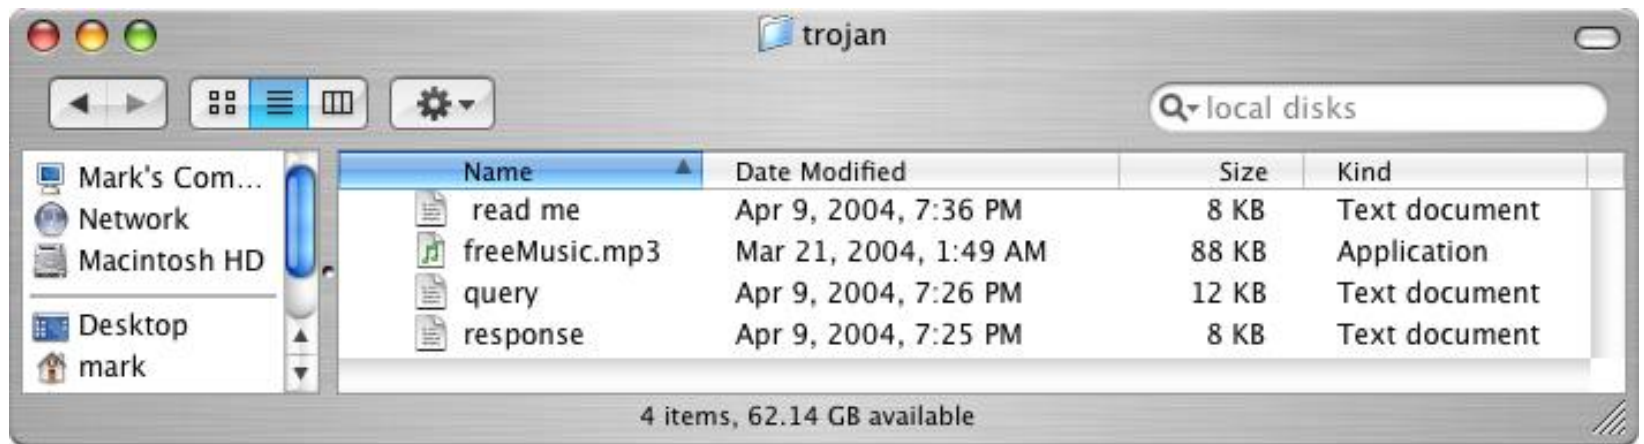 trojan
local disks
Name Date Modified Size Kind
Mark's Com...
Network
Macintosh HD
Desktop
mark
read me Apr 9, 2004, 7:36 PM 8 KB Text document
freeMusic.mp3 Mar 21, 2004, 1:49 AM 88 KB Application
query Apr 9, 2004, 7:26 PM 12 KB Text document
response Apr 9, 2004, 7:25 PM 8 KB Text document
4 items, 62.14 GB available